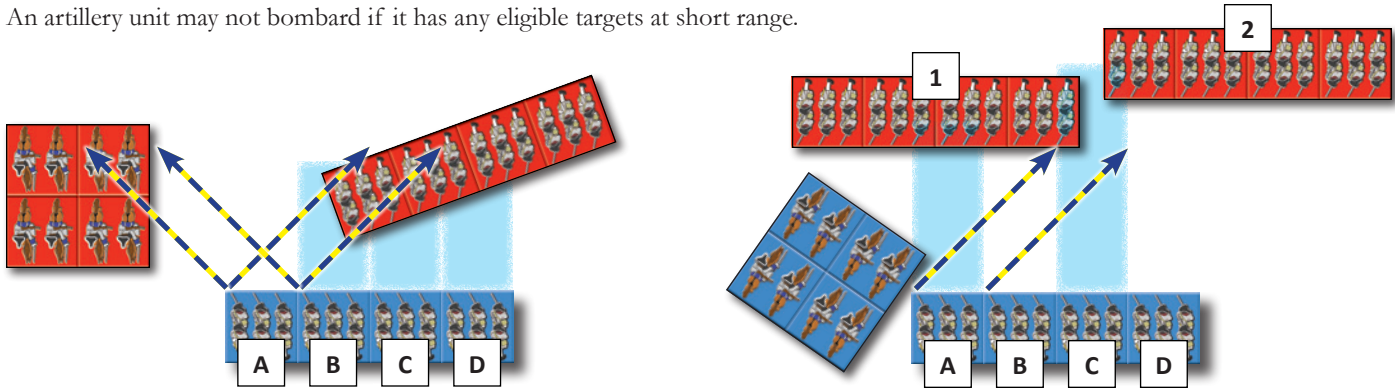 An artillery unit may not bombard if it has any eligible targets at short range.
2
1
A B C D
A B C D